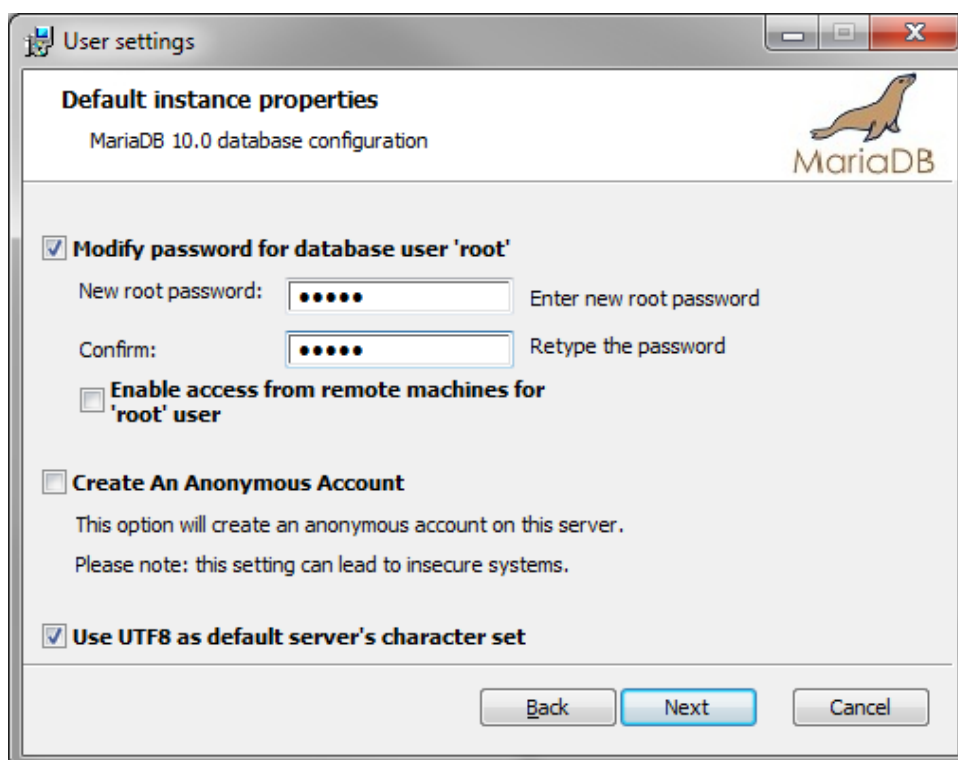 User settings
Default instance properties
MariaDB 10.0 database configuration
MariaDB
Modify password for database user 'root'
New root password: ●●●●● Enter new root password
Confirm: ●●●●● Retype the password
Enable access from remote machines for
'root' user
Create An Anonymous Account
This option will create an anonymous account on this server.
Please note: this setting can lead to insecure systems.
Use UTF8 as default server's character set
Back Next Cancel